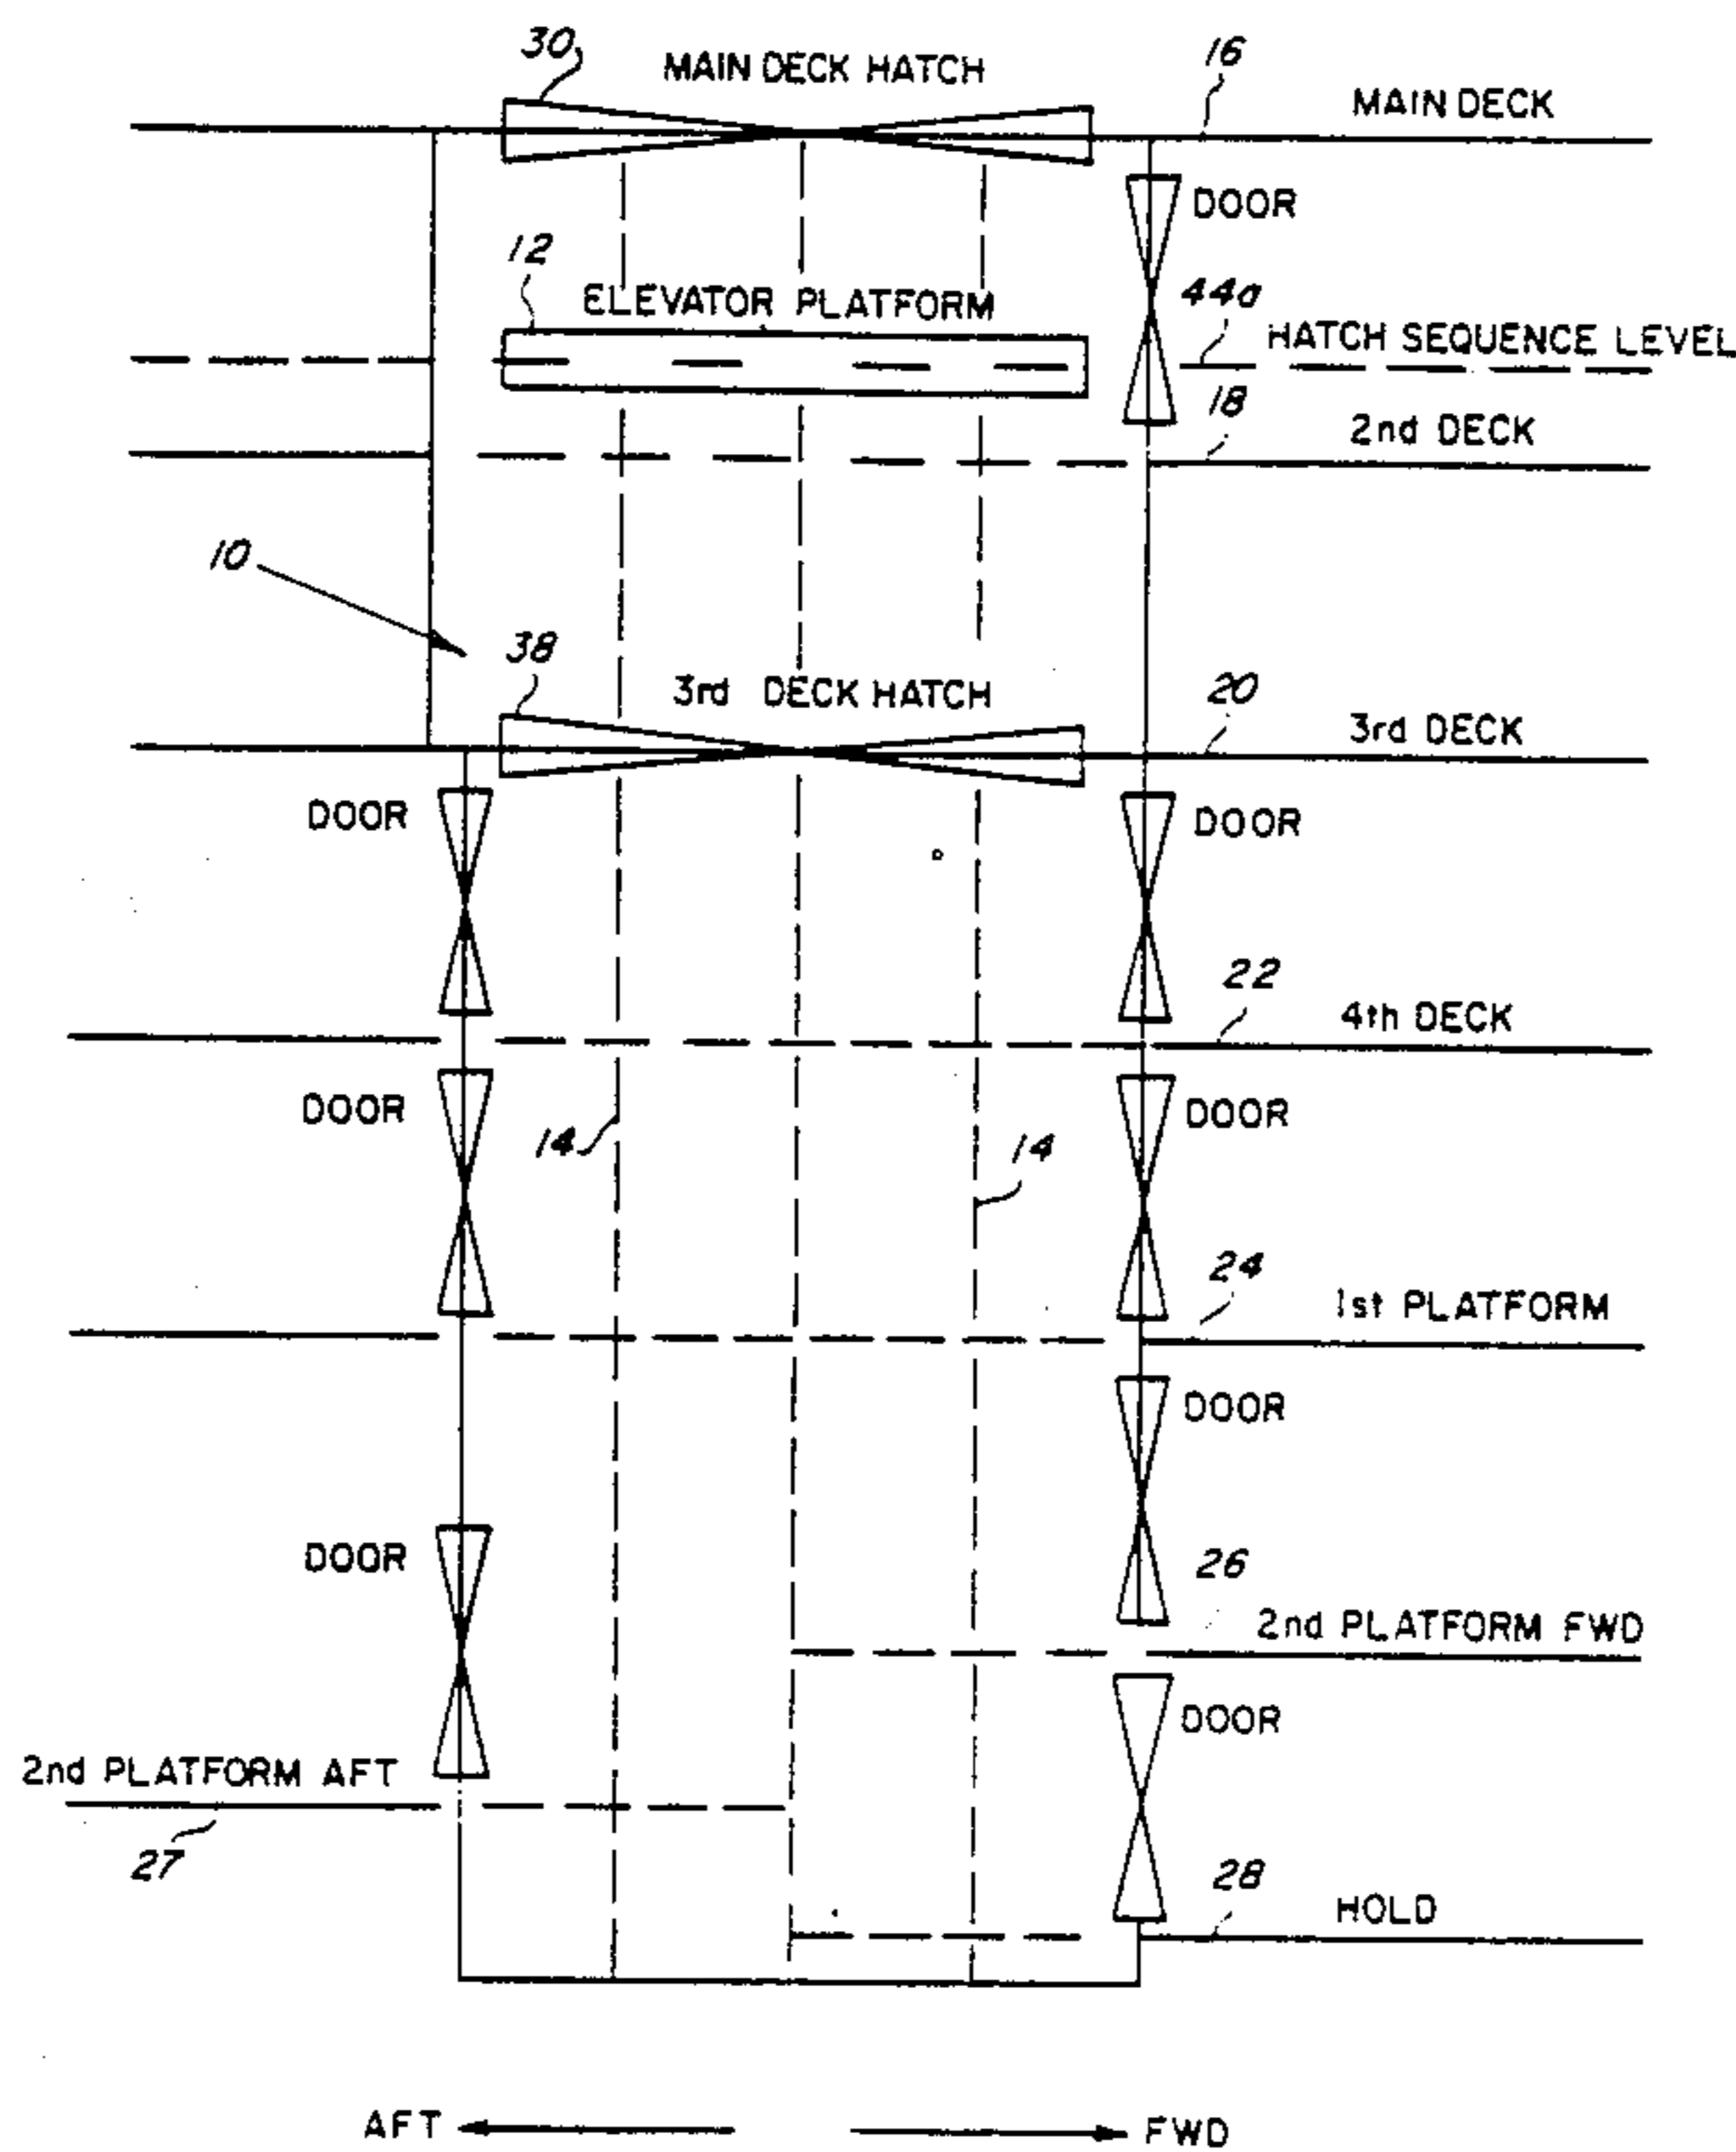 30
MAIN DECK HATCH
16
MAIN DECK
DOOR
12
ELEVATOR PLATFORM
44a
HATCH SEQUENCE LEVEL
18
2nd DECK
10
38
3rd DECK HATCH
20
3rd DECK
DOOR
DOOR
22
4th DECK
DOOR
14
14
DOOR
24
1st PLATFORM
DOOR
DOOR
26
2nd PLATFORM FWD
DOOR
2nd PLATFORM AFT
27
28
HOLD
AFT
FWD